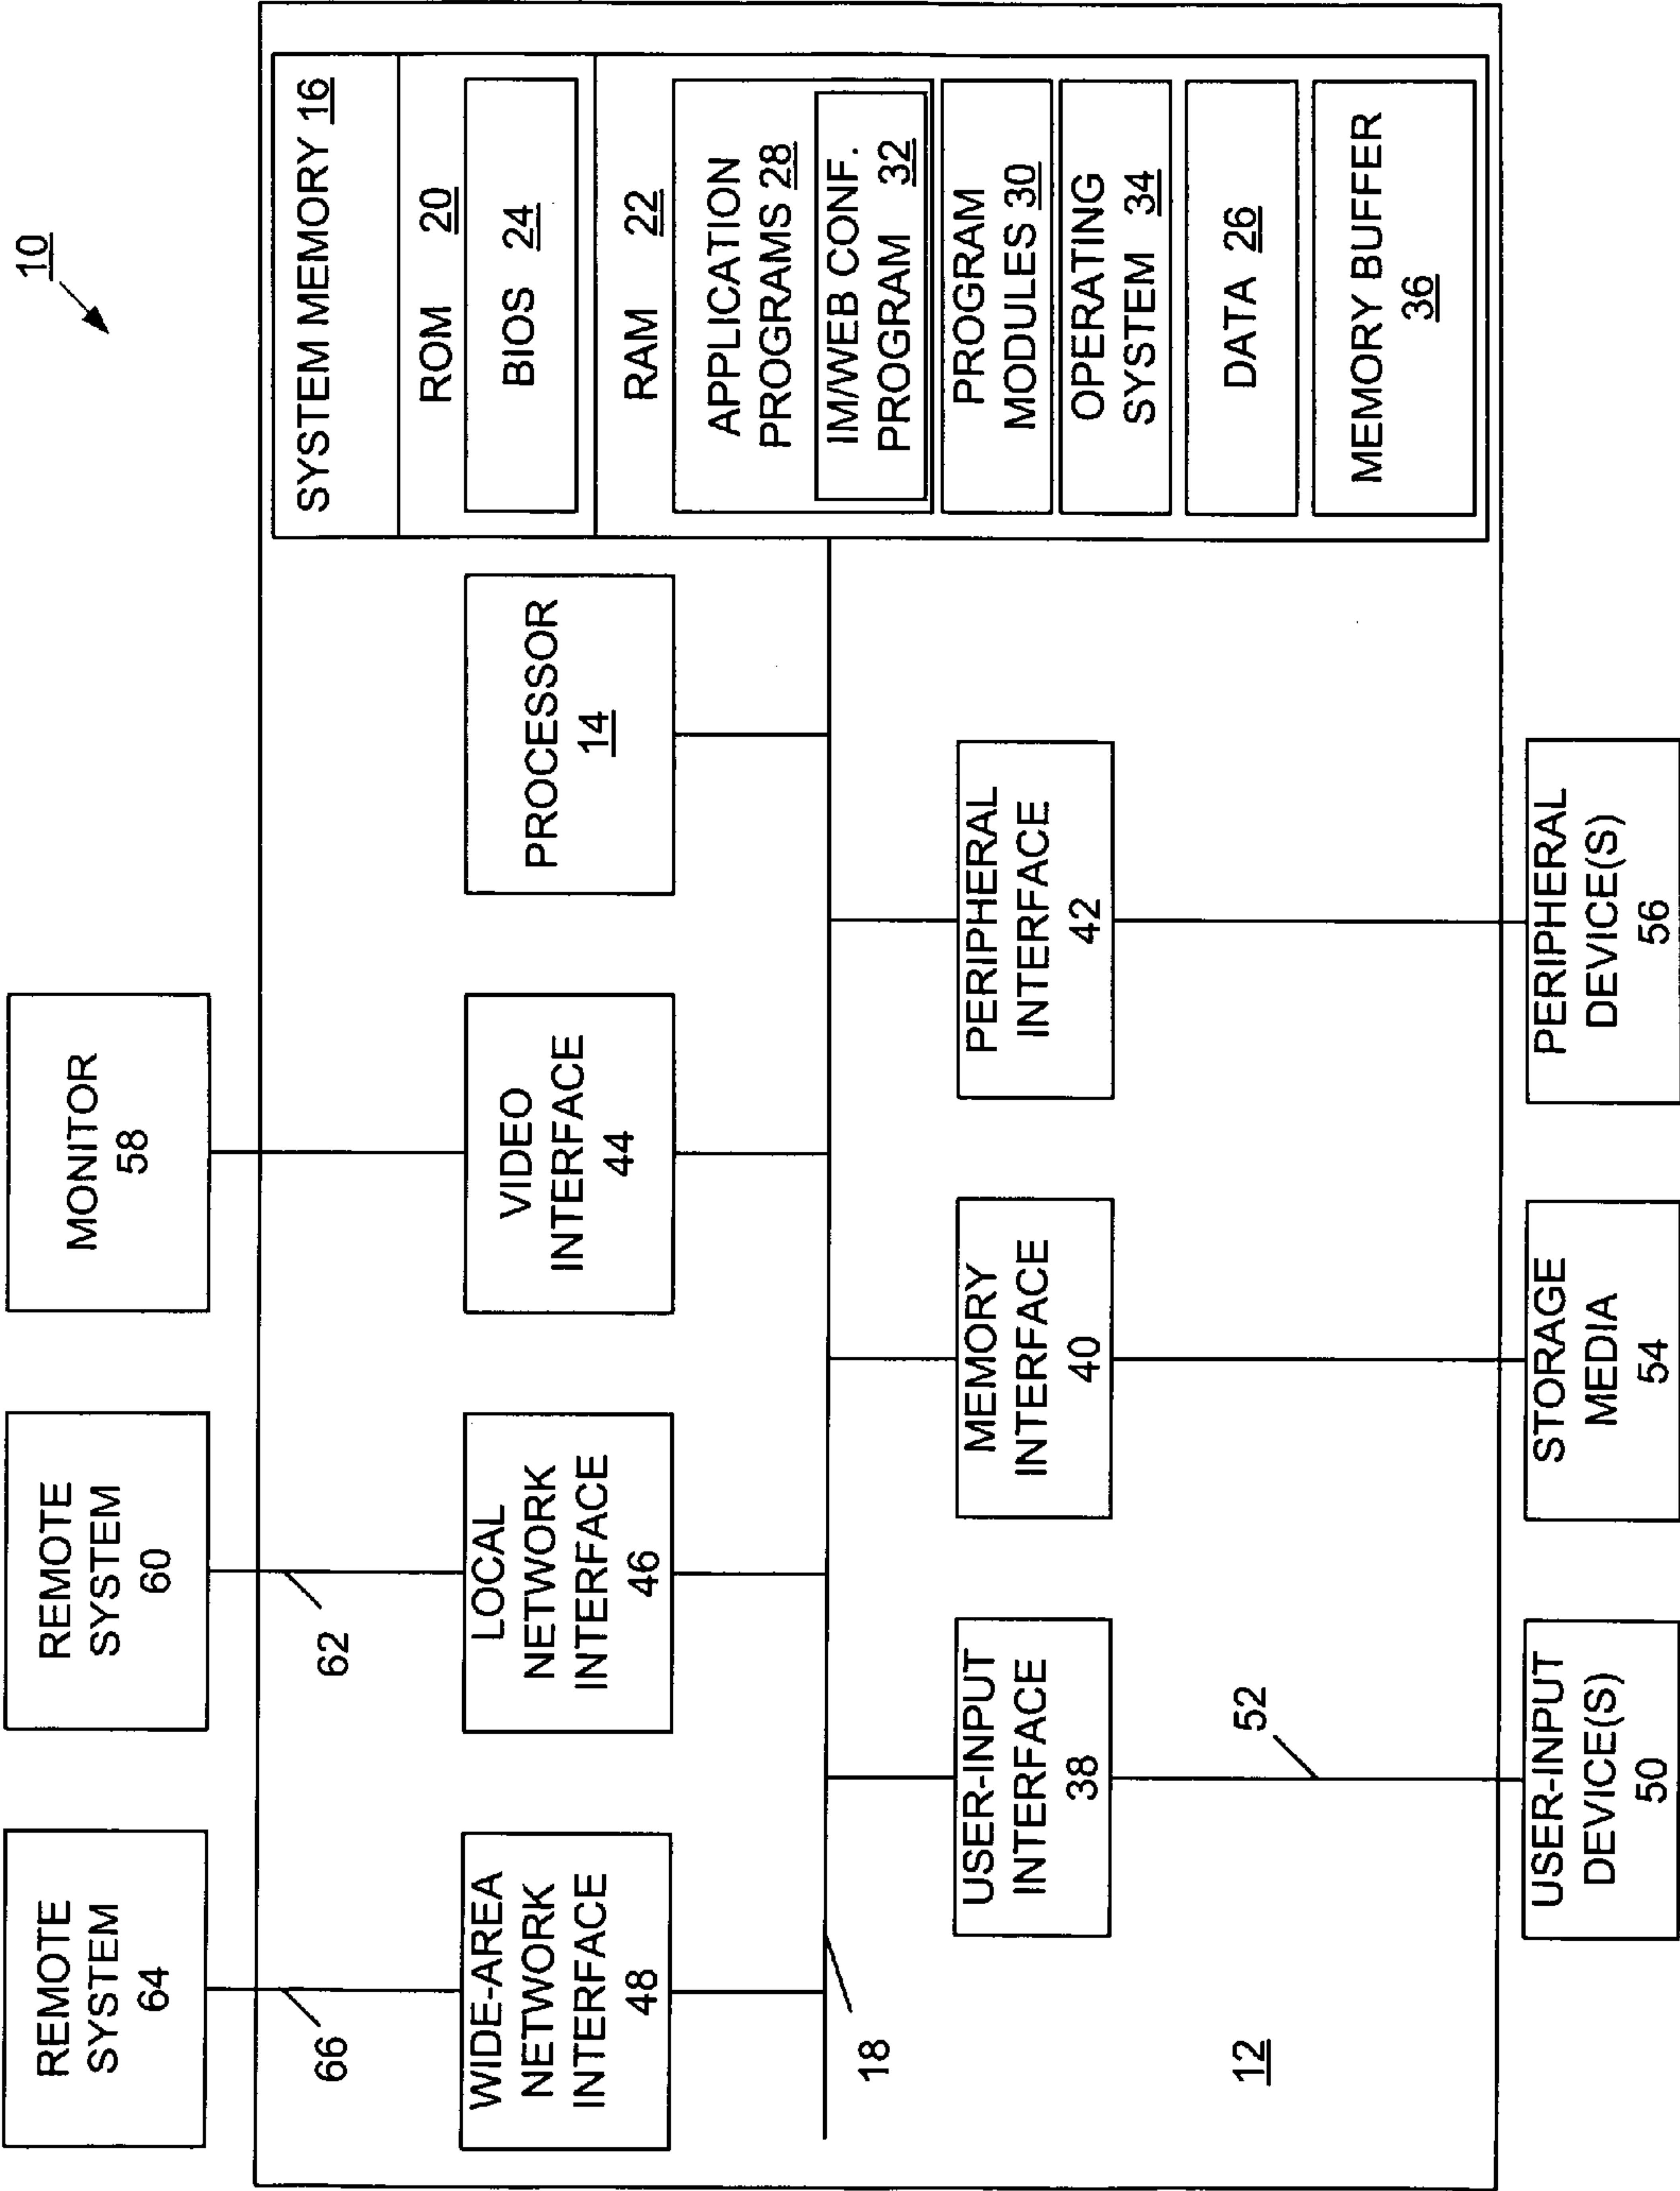 10
REMOTE
SYSTEM
64
REMOTE
SYSTEM
60
MONITOR
58
66
62
WIDE-AREA
NETWORK
INTERFACE
48
LOCAL
NETWORK
INTERFACE
46
VIDEO
INTERFACE
44
PROCESSOR
14
SYSTEM MEMORY 16
ROM 20
BIOS 24
RAM 22
APPLICATION
PROGRAMS 28
IM/WEB CONF.
PROGRAM 32
PROGRAM
MODULES 30
OPERATING
SYSTEM 34
DATA 26
MEMORY BUFFER
36
18
USER-INPUT
INTERFACE
38
MEMORY
INTERFACE
40
PERIPHERAL
INTERFACE
42
12
52
USER-INPUT
DEVICE(S)
50
STORAGE
MEDIA
54
PERIPHERAL
DEVICE(S)
56